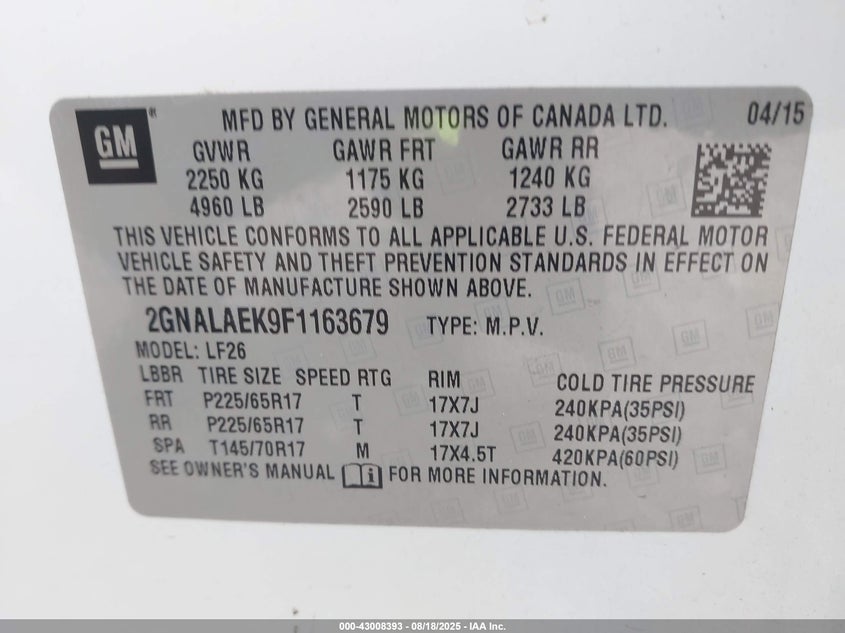 GM ® MFD BY GENERAL MOTORS OF CANADA LTD. 04/15
GVWR GAWR FRT GAWR RR
2250 KG 1175 KG 1240 KG
4960 LB 2590 LB 2733 LB
THIS VEHICLE CONFORMS TO ALL APPLICABLE U.S. FEDERAL MOTOR
VEHICLE SAFETY AND THEFT PREVENTION STANDARDS IN EFFECT ON
THE DATE OF MANUFACTURE SHOWN ABOVE.
2GNALAEK9F1163679 TYPE: M.P.V.
MODEL: LF26
LBBR TIRE SIZE SPEED RTG RIM COLD TIRE PRESSURE
FRT P225/65R17 T 17X7J 240KPA(35PSI)
RR P225/65R17 T 17X7J 240KPA(35PSI)
SPA T145/70R17 M 17X4.5T 420KPA(60PSI)
SEE OWNER'S MANUAL FOR MORE INFORMATION.
000-43008393 - 08/18/2025 - IAA Inc.